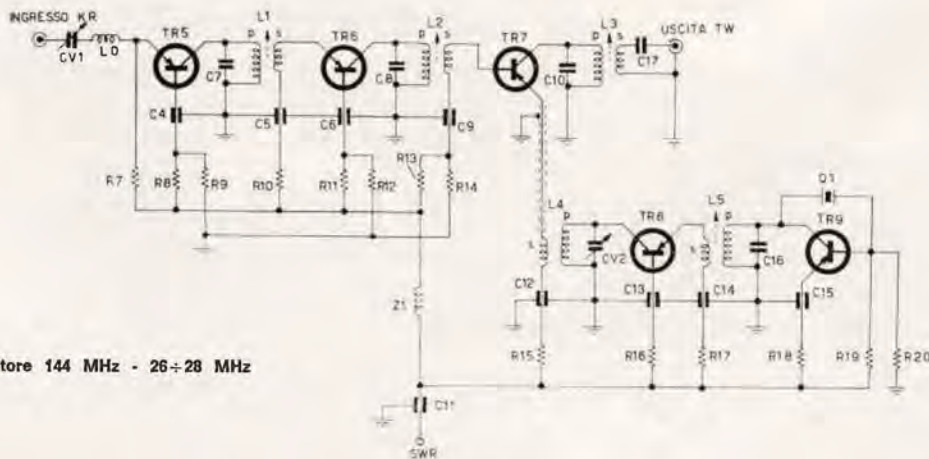 INGRESSO KR
CV1
L0
TR5
L1
P
s
C7
TR6
L2
P
s
C8
TR7
L3
P
s
C10
C17
USCITA TW
C4
C5
C6
C9
R7
R8
R9
R10
R11
R12
R13
R14
L4
s
P
CV2
TR8
L5
s
P
C16
Q1
TR9
Z1
C12
C13
C14
C15
R15
R16
R17
R18
R19
R20
tore 144 MHz - 26÷28 MHz
C11
SWR